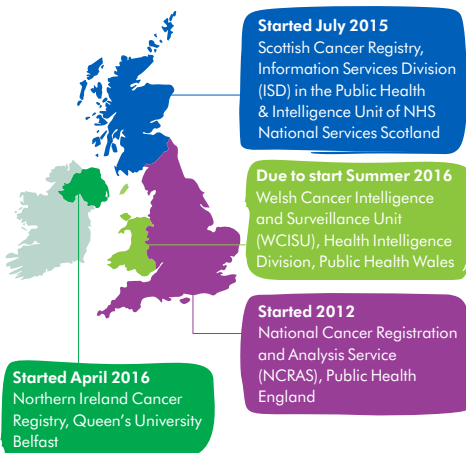 Started July 2015
Scottish Cancer Registry,
Information Services Division
(ISD) in the Public Health
& Intelligence Unit of NHS
National Services Scotland
Due to start Summer 2016
Welsh Cancer Intelligence
and Surveillance Unit
(WCISU), Health Intelligence
Division, Public Health Wales
Started 2012
National Cancer Registration
and Analysis Service
(NCRAS), Public Health
England
Started April 2016
Northern Ireland Cancer
Registry, Queen’s University
Belfast